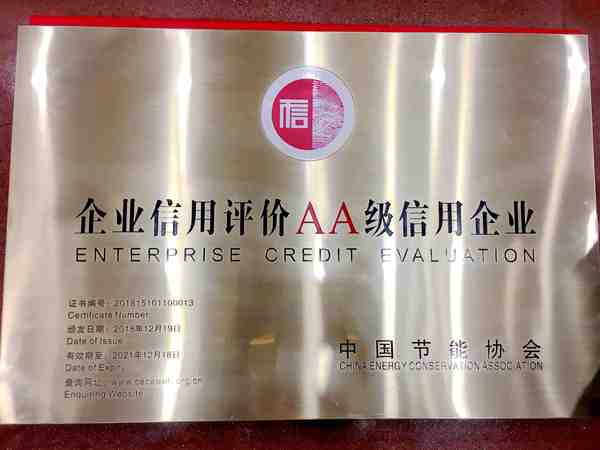 信
企业信用评价AA级信用企业
ENTERPRISE CREDIT EVALUATION
证书编号：201815101100013
Certificate Number
颁发日期：2018年12月19日
Date of Issue
有效期至：2021年12月18日
Date of Expiry
查询网址：
Enquiring Website
中国节能协会
CHINA ENERGY CONSERVATION ASSOCIATION